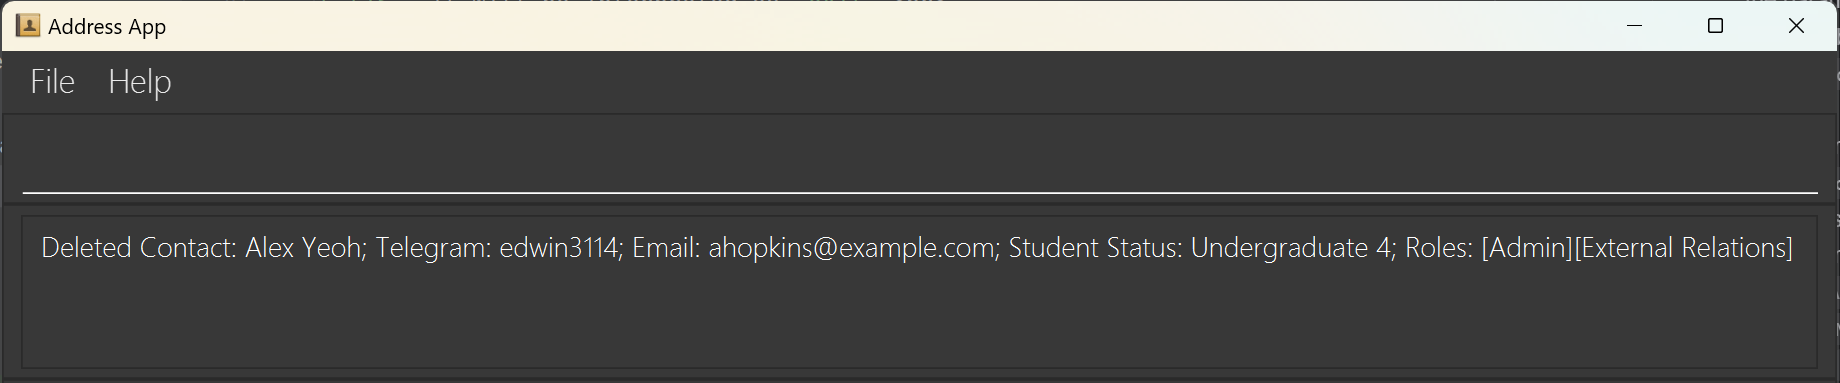 Address App
File Help
Deleted Contact: Alex Yeoh; Telegram: edwin3114; Email: ahopkins@example.com; Student Status: Undergraduate 4; Roles: [Admin][External Relations]